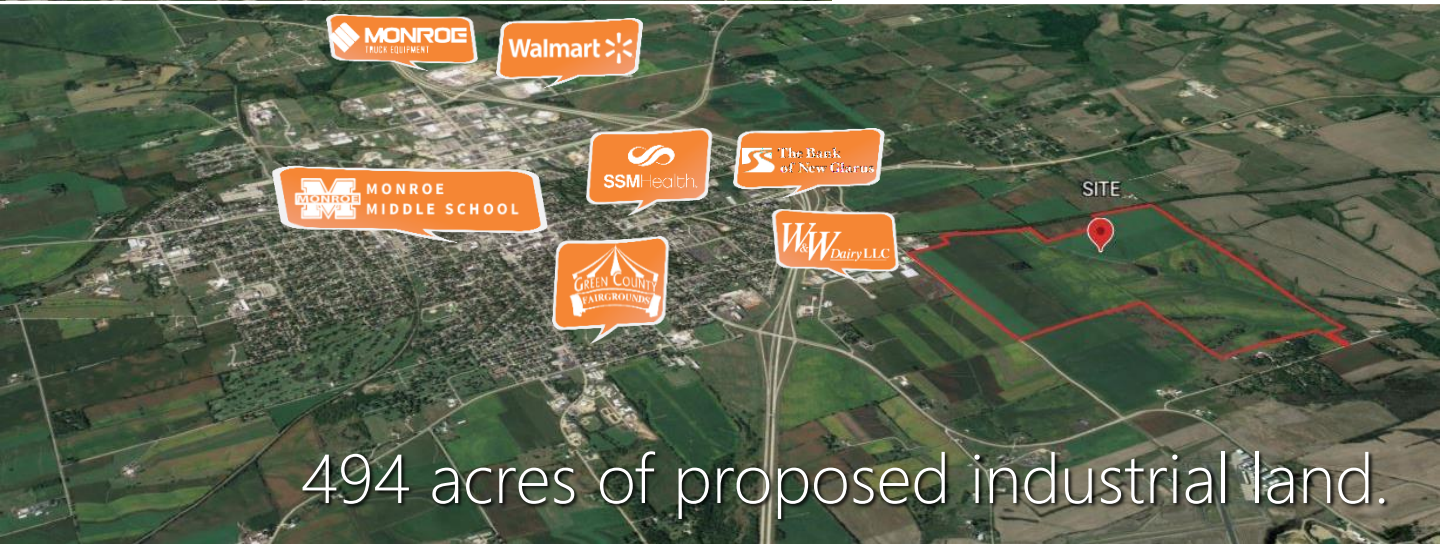 MONROE
TRUCK EQUIPMENT
Walmart
SSMHealth.
The Bank
of New Glarus
MONROE
MONROE
MIDDLE SCHOOL
SITE
W&W
Dairy LLC
GREEN COUNTY
FAIRGROUNDS
494 acres of proposed industrial land.